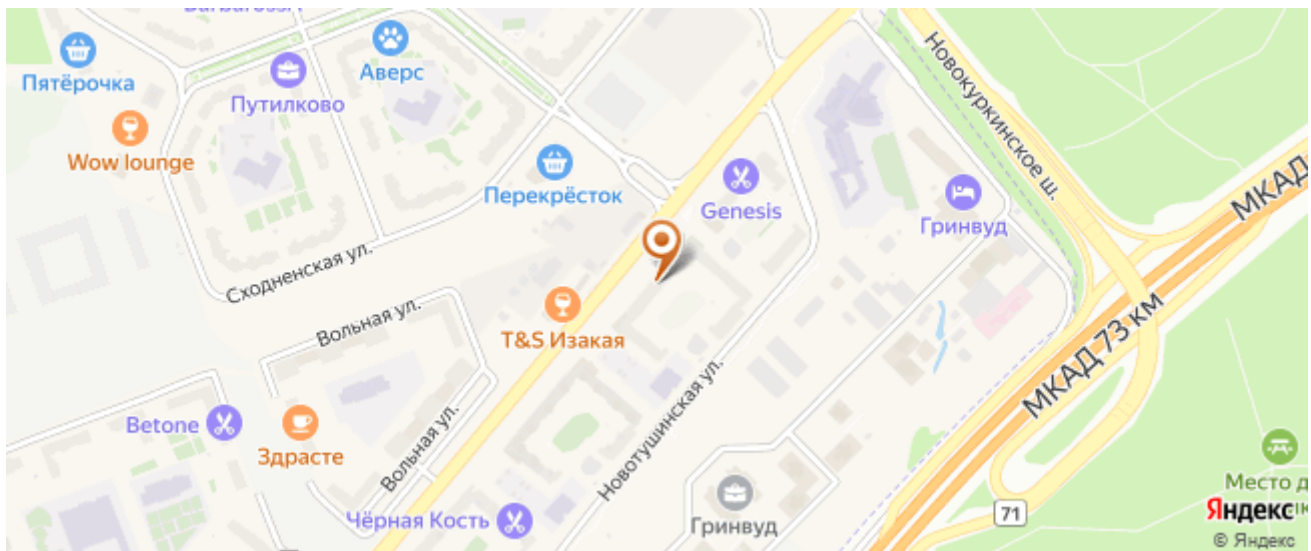 Пятёрочка
Аверс
Путилково
Wow lounge
Перекрёсток
Genesis
Гринвуд
Новокуркинское ш.
МКАД
Сходненская ул.
Вольная ул.
T&S Изакая
МКАД 73 км
Betone
Здрасте
Вольная ул.
Новотушинская ул.
Чёрная Кость
Гринвуд
71
Место д
Яндекс
© Яндекс